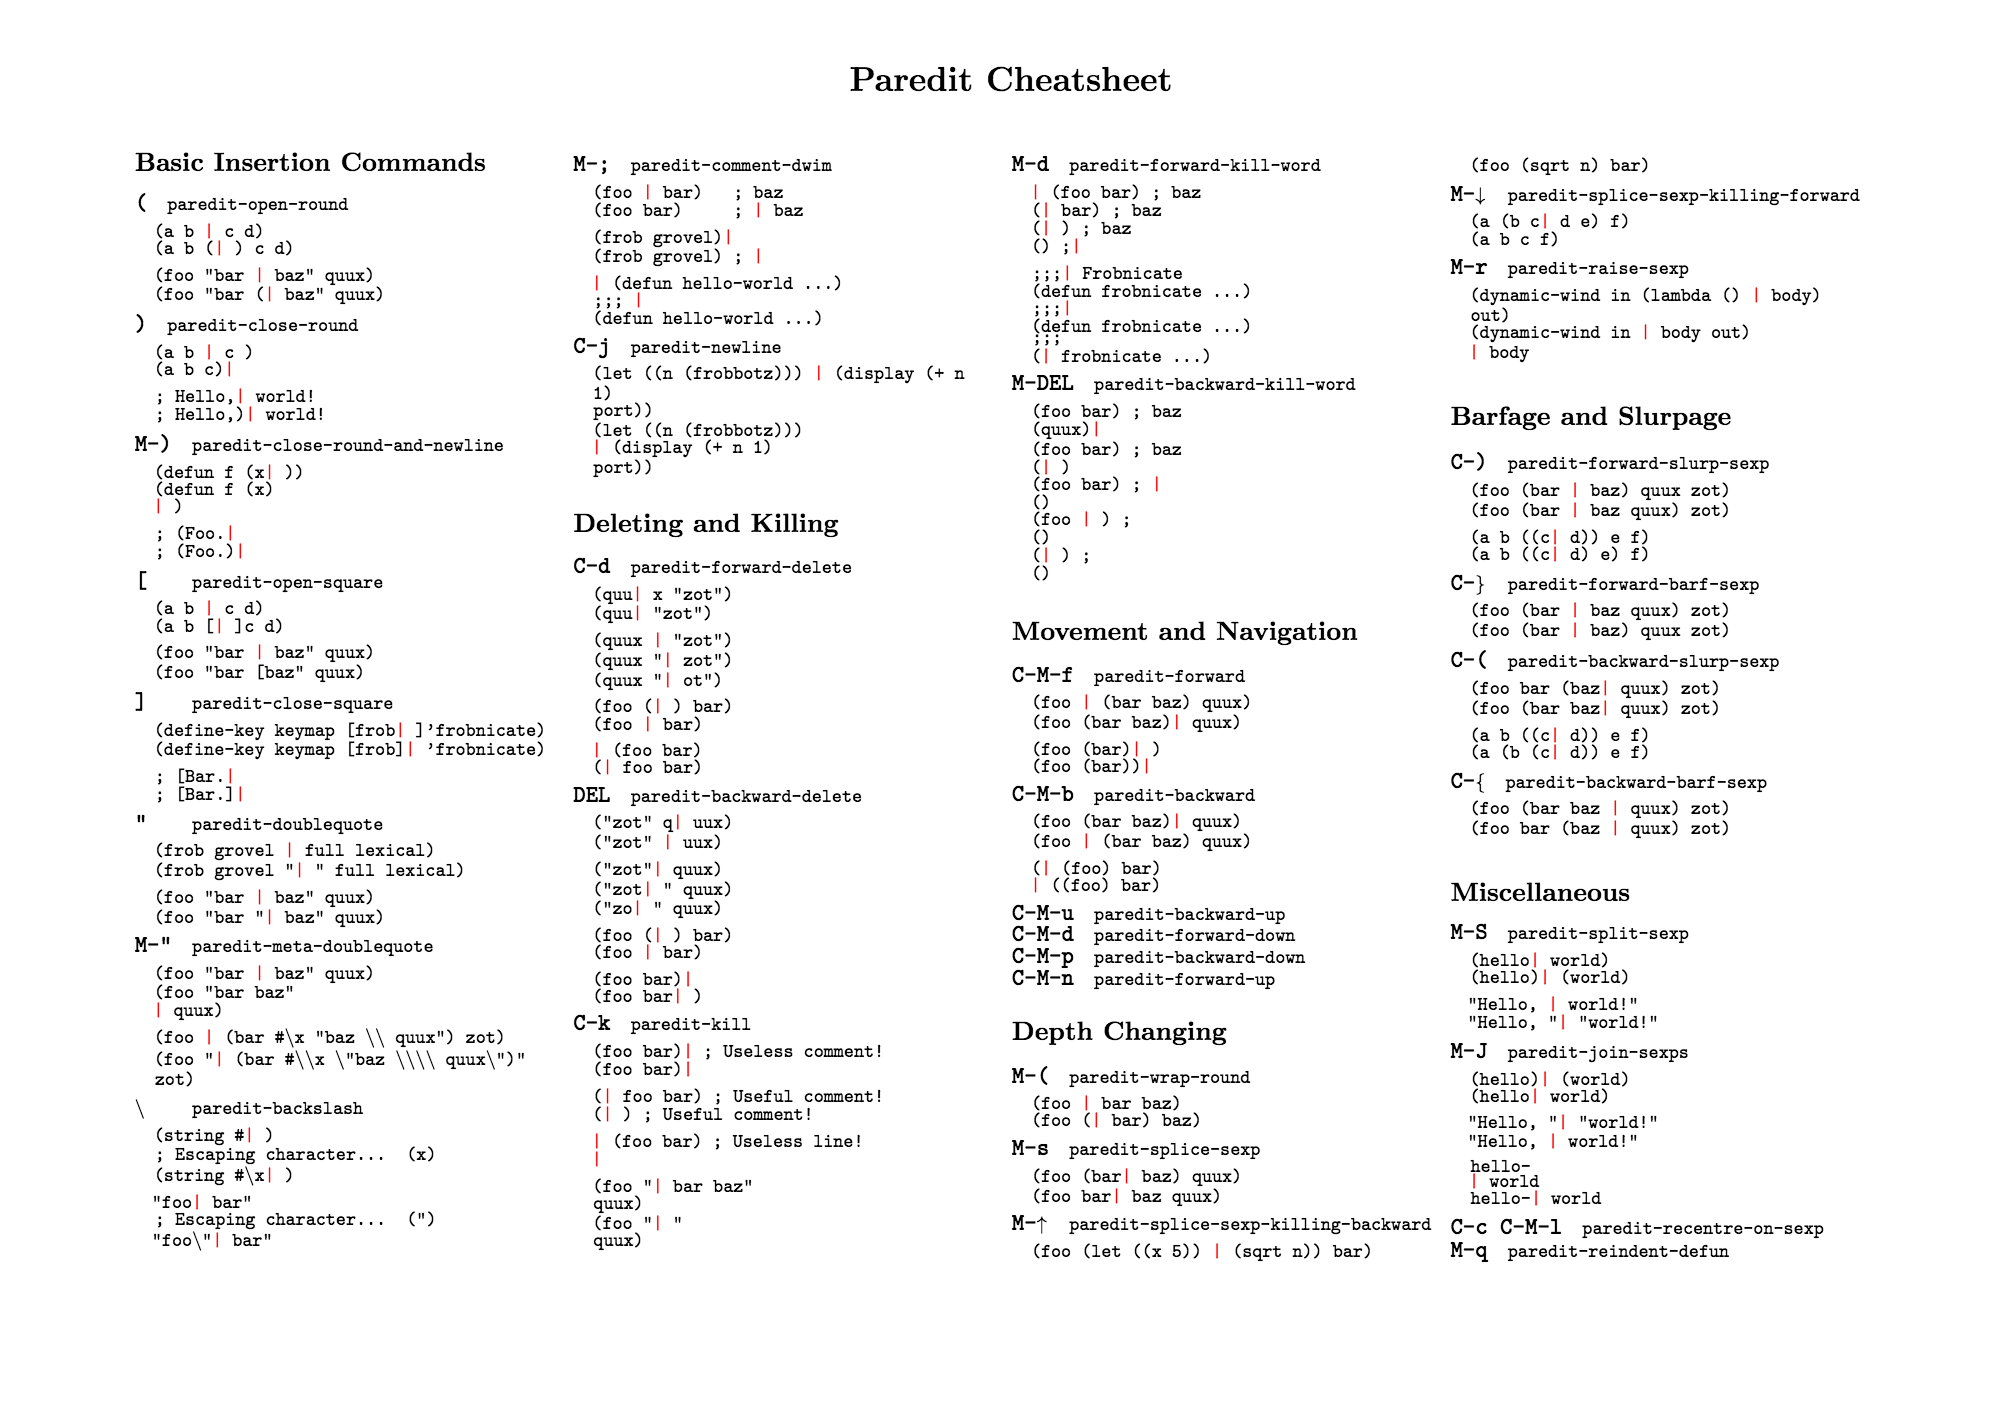 Paredit Cheatsheet
Basic Insertion Commands
( paredit-open-round
(a b | c d)
(a b (| ) c d)
(foo "bar | baz" quux)
(foo "bar (| baz" quux)
) paredit-close-round
(a b | c )
(a b c)|
; Hello,| world!
; Hello,)| world!
M-) paredit-close-round-and-newline
(defun f (x| ))
(defun f (x)
| )
; (Foo.|
; (Foo.)|
[ paredit-open-square
(a b | c d)
(a b [| ]c d)
(foo "bar | baz" quux)
(foo "bar [baz" quux)
] paredit-close-square
(define-key keymap [frob| ]'frobnicate)
(define-key keymap [frob]| 'frobnicate)
; [Bar.|
; [Bar.]|
" paredit-doublequote
(frob grovel | full lexical)
(frob grovel "| " full lexical)
(foo "bar | baz" quux)
(foo "bar "| baz" quux)
M-" paredit-meta-doublequote
(foo "bar | baz" quux)
(foo "bar baz"
| quux)
(foo | (bar #\x "baz \\ quux") zot)
(foo "| (bar #\\x \"baz \\\\ quux\")"
zot)
\ paredit-backslash
(string #| )
; Escaping character... (x)
(string #\x| )
"foo| bar"
; Escaping character... (")
"foo\"| bar"
M-; paredit-comment-dwim
(foo | bar) ; baz
(foo bar) ; | baz
(frob grovel)|
(frob grovel) ; |
| (defun hello-world ...)
;;; |
(defun hello-world ...)
C-j paredit-newline
(let ((n (frobbotz))) | (display (+ n
1)
port))
(let ((n (frobbotz)))
| (display (+ n 1)
port))
Deleting and Killing
C-d paredit-forward-delete
(quu| x "zot")
(quu| "zot")
(quux | "zot")
(quux "| zot")
(quux "| ot")
(foo (| ) bar)
(foo | bar)
| (foo bar)
(| foo bar)
DEL paredit-backward-delete
("zot" q| uux)
("zot" | uux)
("zot"| quux)
("zot| " quux)
("zo| " quux)
(foo (| ) bar)
(foo | bar)
(foo bar)|
(foo bar| )
C-k paredit-kill
(foo bar)| ; Useless comment!
(foo bar)|
(| foo bar) ; Useful comment!
(| ) ; Useful comment!
| (foo bar) ; Useless line!
|
(foo "| bar baz"
quux)
(foo "| "
quux)
M-d paredit-forward-kill-word
| (foo bar) ; baz
(| bar) ; baz
(| ) ; baz
() ;|
;;;| Frobnicate
(defun frobnicate ...)
;;;|
(defun frobnicate ...)
;;;
(| frobnicate ...)
M-DEL paredit-backward-kill-word
(foo bar) ; baz
(quux)|
(foo bar) ; baz
(| )
(foo bar) ; |
()
(foo | ) ;
()
(| ) ;
()
Movement and Navigation
C-M-f paredit-forward
(foo | (bar baz) quux)
(foo (bar baz)| quux)
(foo (bar)| )
(foo (bar))|
C-M-b paredit-backward
(foo (bar baz)| quux)
(foo | (bar baz) quux)
(| (foo) bar)
| ((foo) bar)
C-M-u paredit-backward-up
C-M-d paredit-forward-down
C-M-p paredit-backward-down
C-M-n paredit-forward-up
Depth Changing
M-( paredit-wrap-round
(foo | bar baz)
(foo (| bar) baz)
M-s paredit-splice-sexp
(foo (bar| baz) quux)
(foo bar| baz quux)
M-↑ paredit-splice-sexp-killing-backward
(foo (let ((x 5)) | (sqrt n)) bar)
(foo (sqrt n) bar)
M-↓ paredit-splice-sexp-killing-forward
(a (b c| d e) f)
(a b c f)
M-r paredit-raise-sexp
(dynamic-wind in (lambda () | body)
out)
(dynamic-wind in | body out)
| body
Barfage and Slurpage
C-) paredit-forward-slurp-sexp
(foo (bar | baz) quux zot)
(foo (bar | baz quux) zot)
(a b ((c| d)) e f)
(a b ((c| d) e) f)
C-} paredit-forward-barf-sexp
(foo (bar | baz quux) zot)
(foo (bar | baz) quux zot)
C-( paredit-backward-slurp-sexp
(foo bar (baz| quux) zot)
(foo (bar baz| quux) zot)
(a b ((c| d)) e f)
(a (b (c| d)) e f)
C-{ paredit-backward-barf-sexp
(foo (bar baz | quux) zot)
(foo bar (baz | quux) zot)
Miscellaneous
M-S paredit-split-sexp
(hello| world)
(hello)| (world)
"Hello, | world!"
"Hello, "| "world!"
M-J paredit-join-sexps
(hello)| (world)
(hello| world)
"Hello, "| "world!"
"Hello, | world!"
hello-
| world
hello-| world
C-c C-M-l paredit-recentre-on-sexp
M-q paredit-reindent-defun